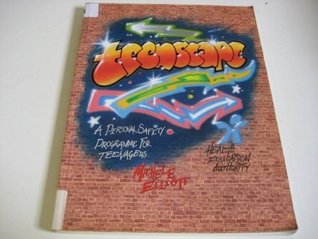 teenscape
A PERSONAL SAFETY
PROGRAMME FOR
TEENAGERS
MICHELE
ELLIOTT
HEALTH
EDUCATION
AUTHORITY